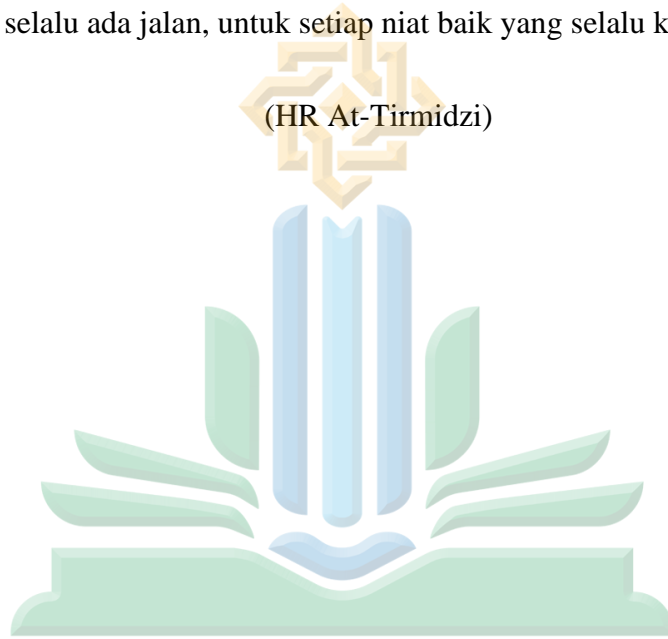 selalu ada jalan, untuk setiap niat baik yang selalu k
(HR At-Tirmidzi)